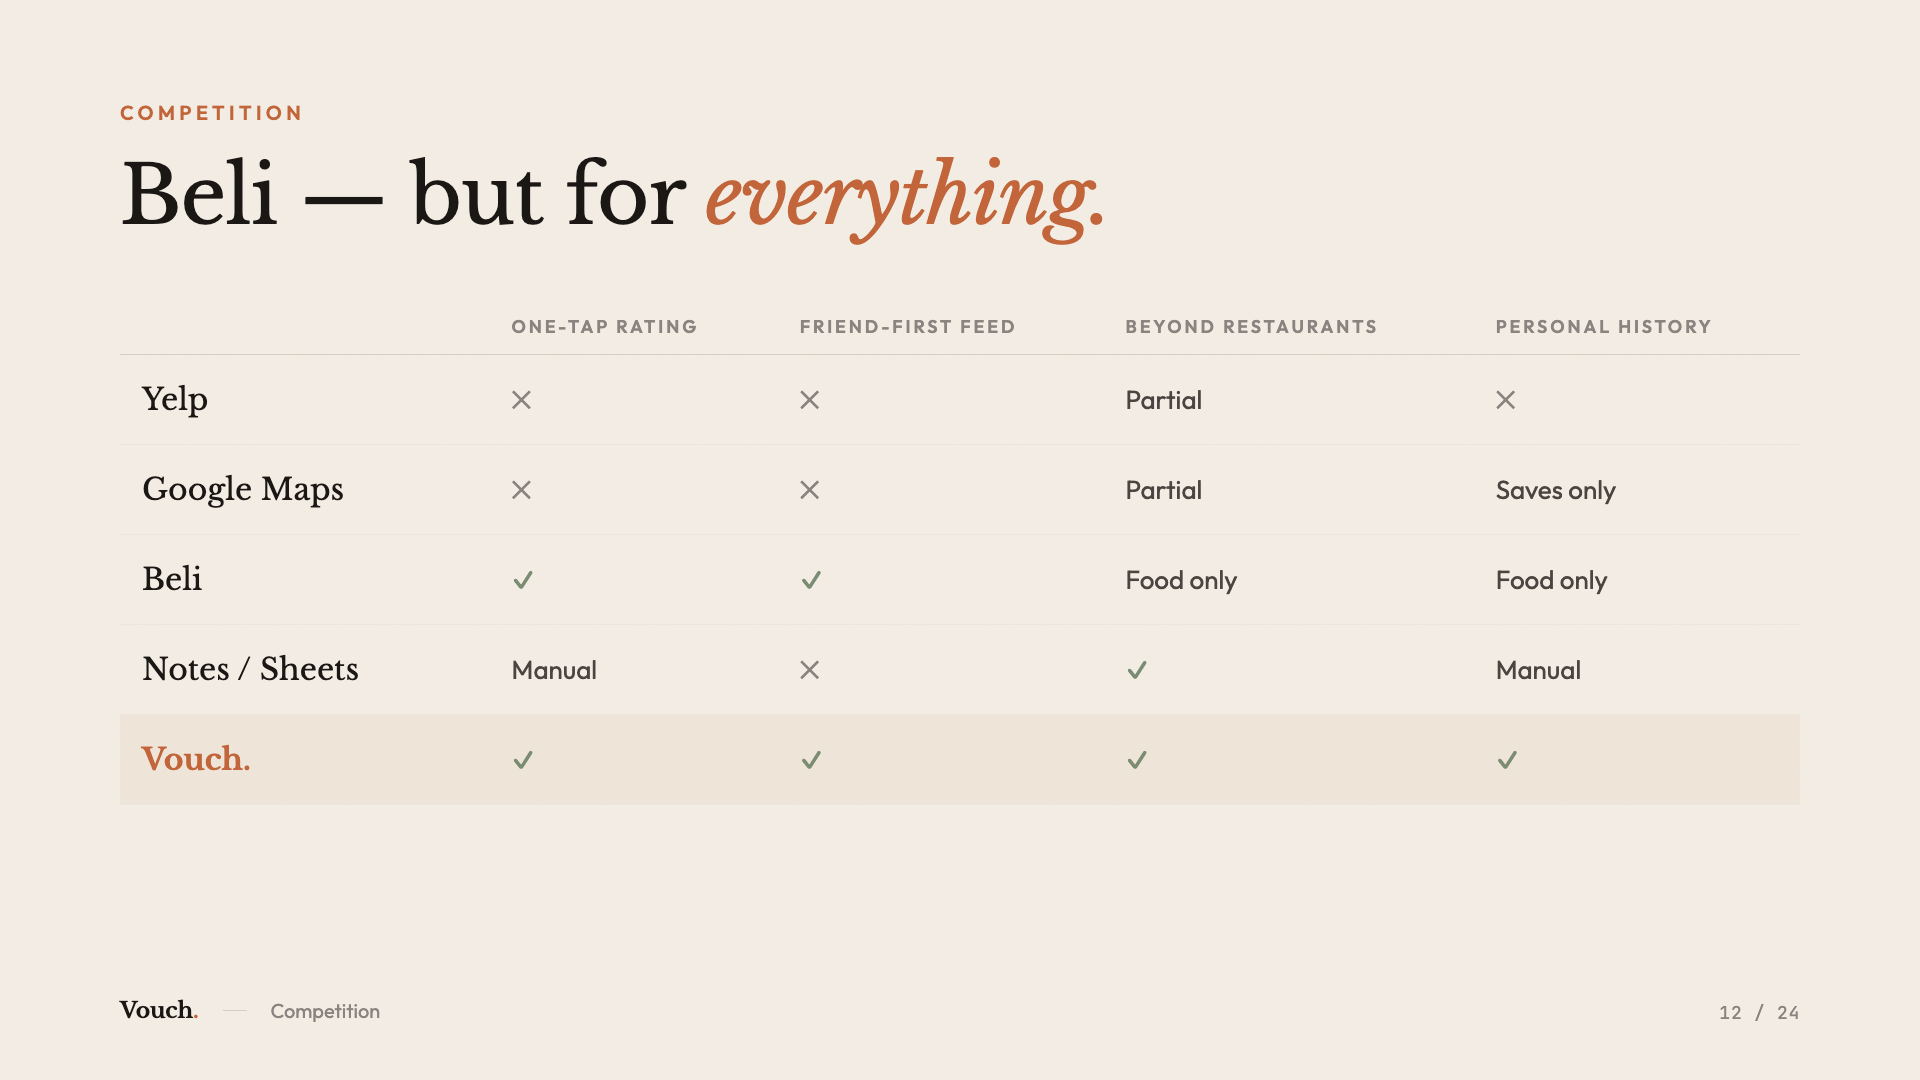 COMPETITION
Beli — but for everything.
ONE-TAP RATING FRIEND-FIRST FEED BEYOND RESTAURANTS PERSONAL HISTORY
Yelp ✕ ✕ Partial ✕
Google Maps ✕ ✕ Partial Saves only
Beli ✓ ✓ Food only Food only
Notes / Sheets Manual ✕ ✓ Manual
Vouch. ✓ ✓ ✓ ✓
Vouch. — Competition 12 / 24